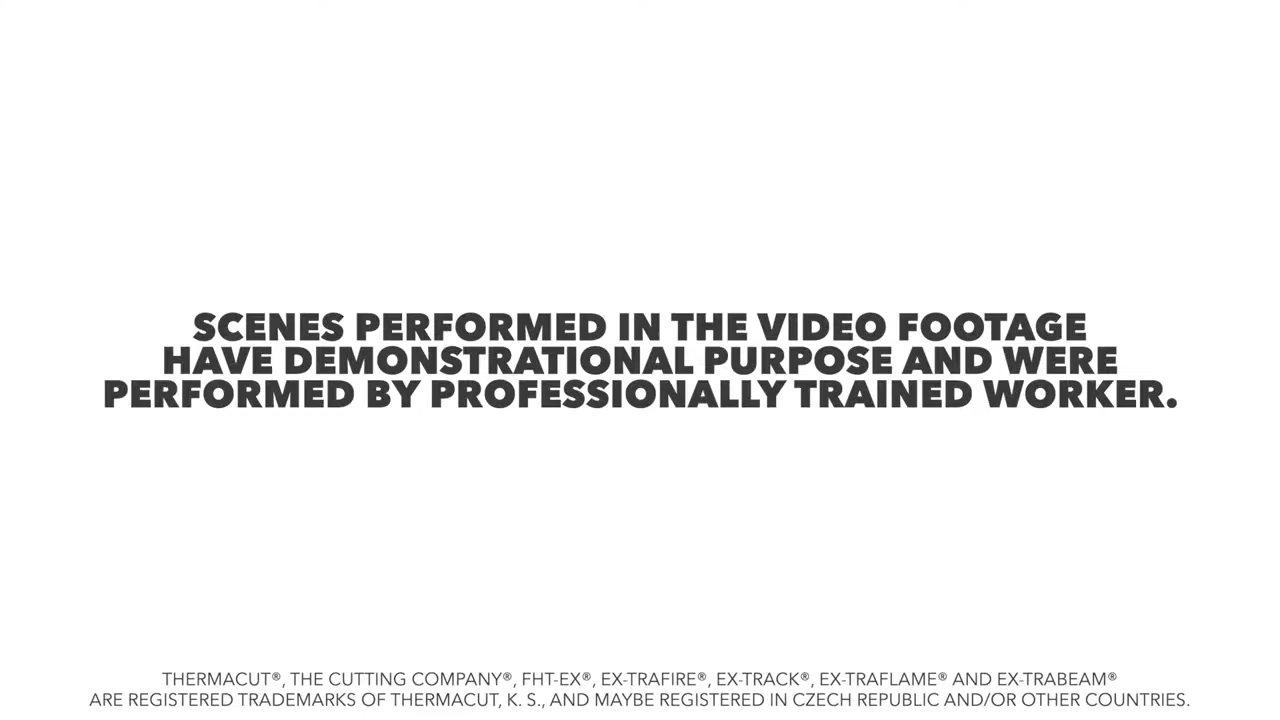 SCENES PERFORMED IN THE VIDEO FOOTAGE
HAVE DEMONSTRATIONAL PURPOSE AND WERE
PERFORMED BY PROFESSIONALLY TRAINED WORKER.
THERMACUT®, THE CUTTING COMPANY®, FHT-EX®, EX-TRAFIRE®, EX-TRACK®, EX-TRAFLAME® AND EX-TRABEAM®
ARE REGISTERED TRADEMARKS OF THERMACUT, K. S., AND MAYBE REGISTERED IN CZECH REPUBLIC AND/OR OTHER COUNTRIES.